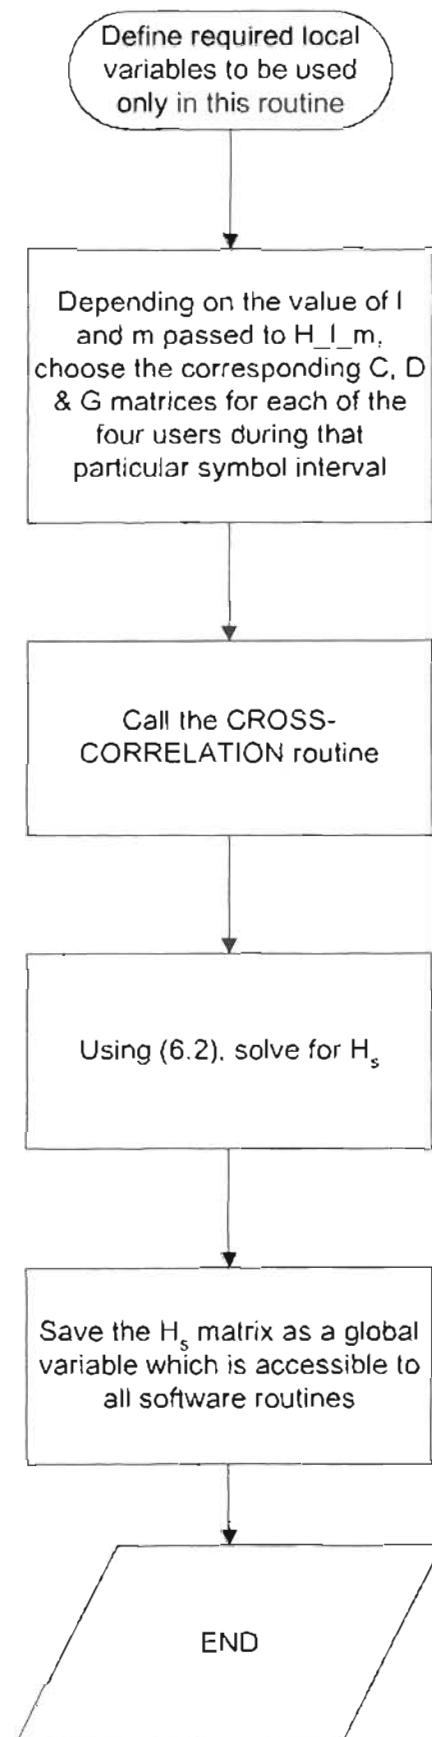 Define required local
variables to be used
only in this routine
Depending on the value of l
and m passed to H_l_m,
choose the corresponding C, D
& G matrices for each of the
four users during that
particular symbol interval
Call the CROSS-
CORRELATION routine
Using (6.2), solve for H_s
Save the H_s matrix as a global
variable which is accessible to
all software routines
END